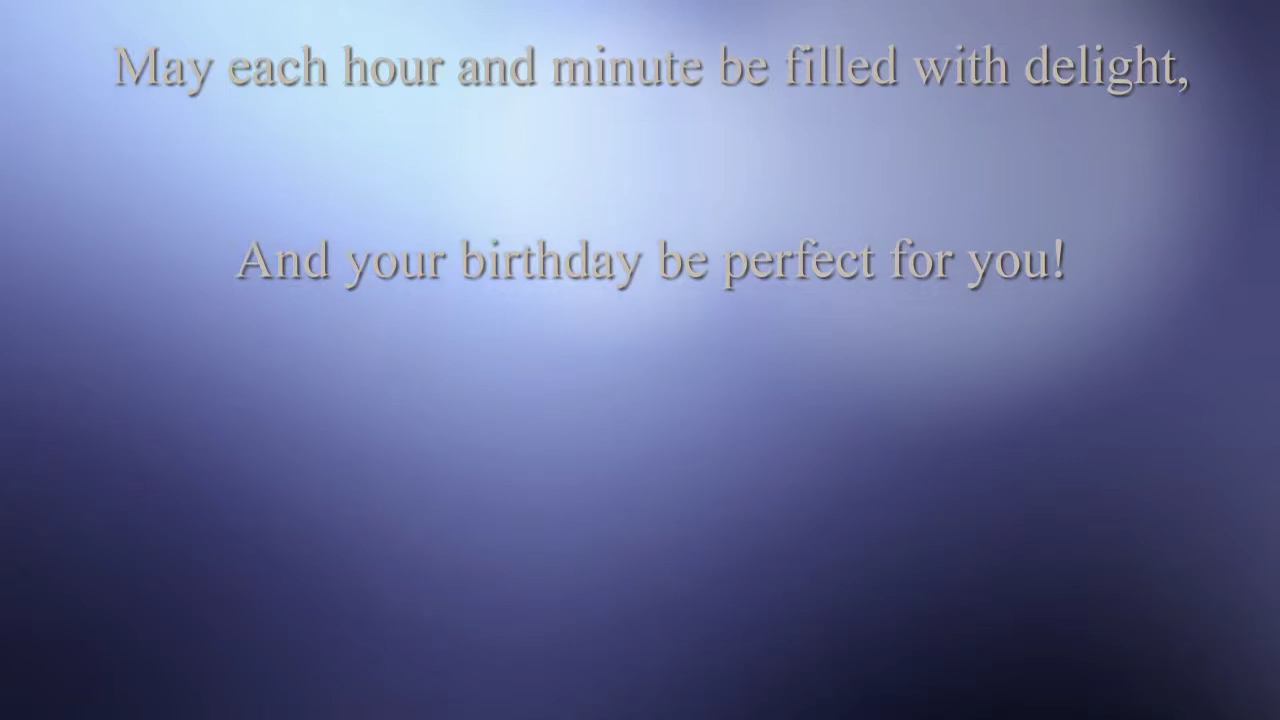 May each hour and minute be filled with delight,
And your birthday be perfect for you!